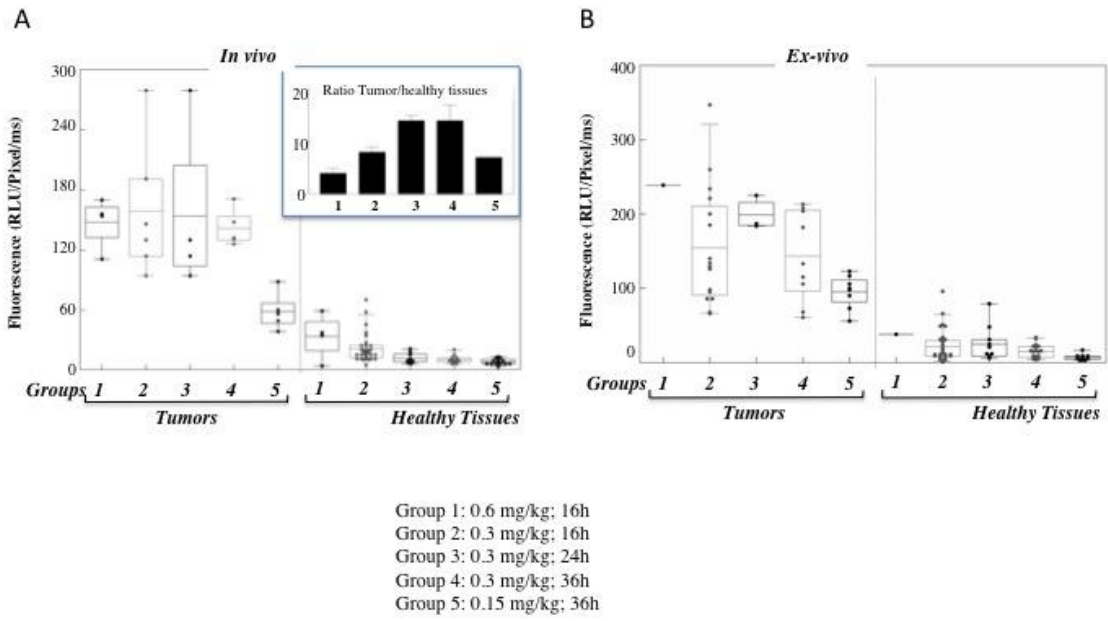 A
In vivo
300
240
180
120
60
0
Fluorescence (RLU/Pixel/ms)
Ratio Tumor/healthy tissues
20
10
0
1 2 3 4 5
Groups 1 2 3 4 5 1 2 3 4 5
Tumors Healthy Tissues
B
Ex-vivo
400
300
200
100
0
Fluorescence (RLU/Pixel/ms)
Groups 1 2 3 4 5 1 2 3 4 5
Tumors Healthy Tissues
Group 1: 0.6 mg/kg; 16h
Group 2: 0.3 mg/kg; 16h
Group 3: 0.3 mg/kg; 24h
Group 4: 0.3 mg/kg; 36h
Group 5: 0.15 mg/kg; 36h